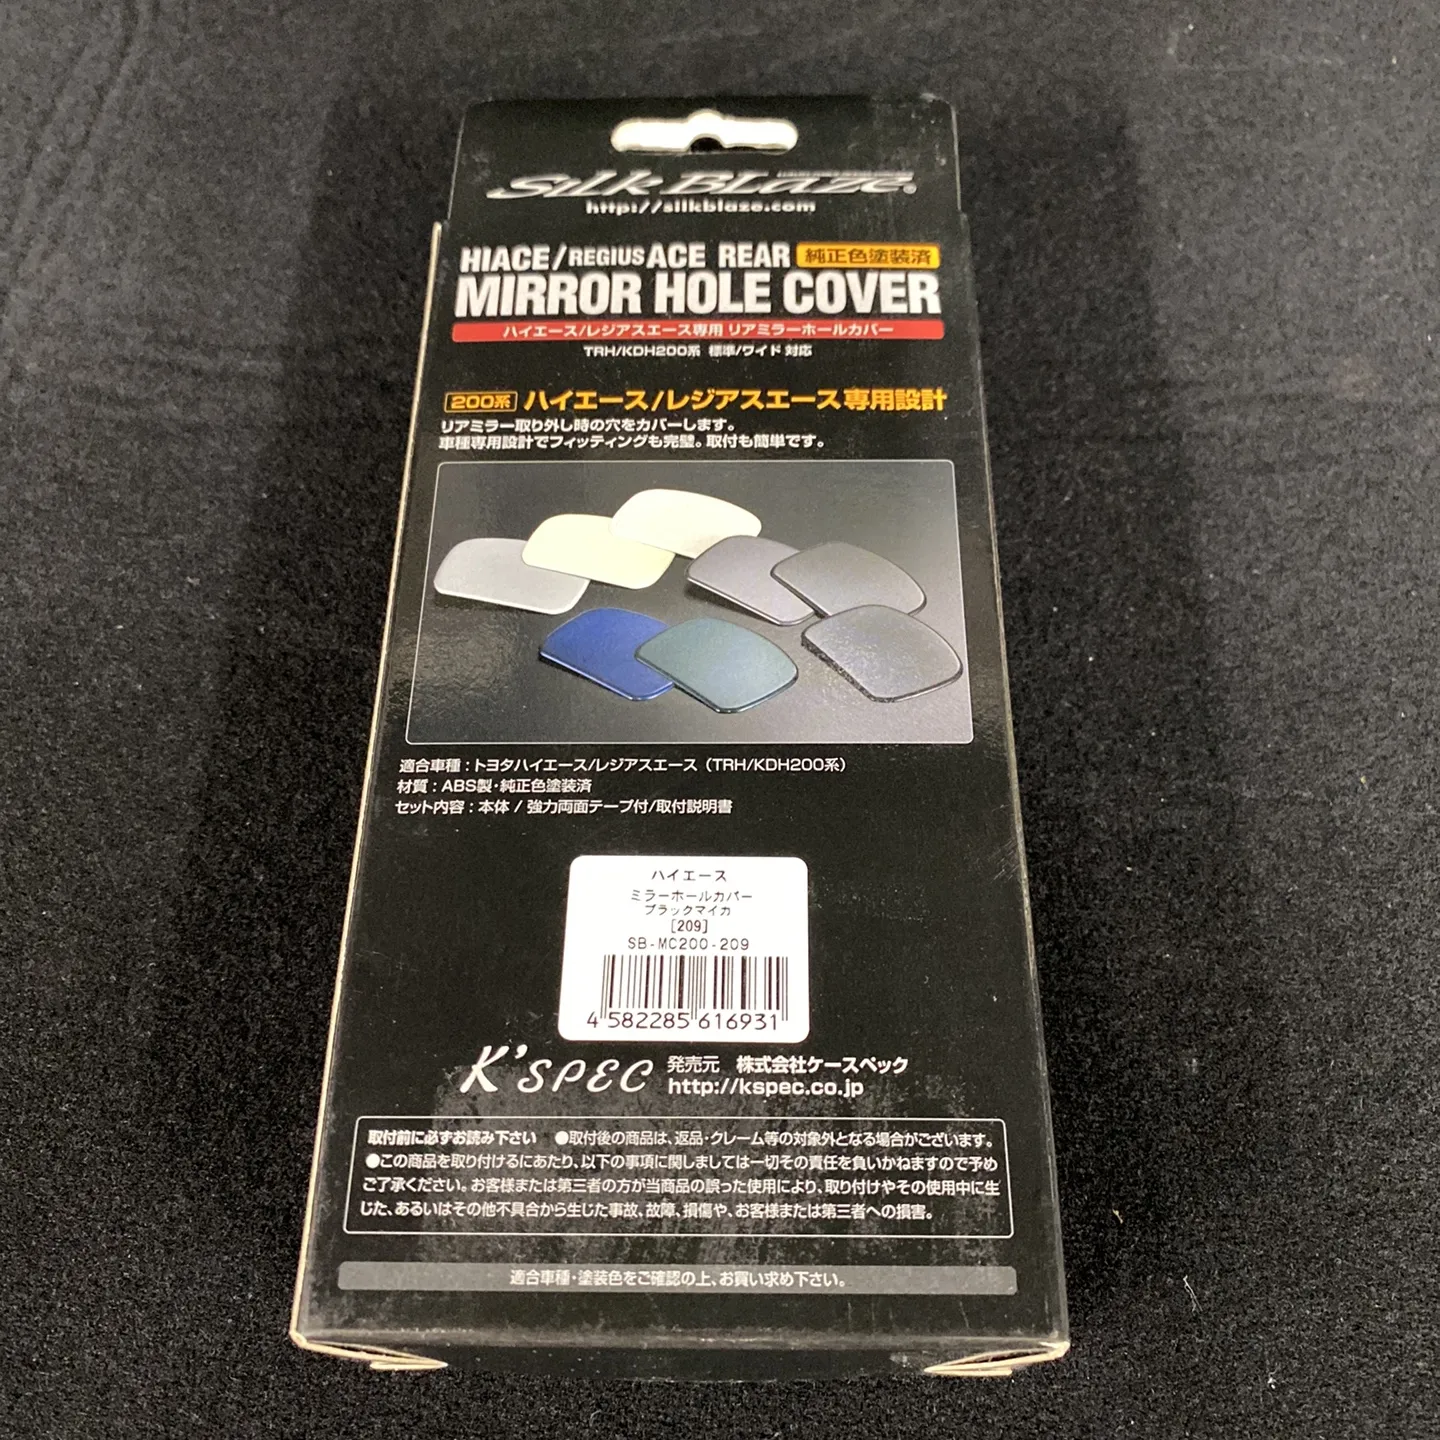 SilkBlaze®
http://silkblaze.com
HIACE/REGIUS ACE REAR 純正色塗装済
MIRROR HOLE COVER
ハイエース/レジアスエース専用 リアミラーホールカバー
TRH/KDH200系 標準/ワイド 対応
200系 ハイエース/レジアスエース専用設計
リアミラー取り外し時の穴をカバーします。
車種専用設計でフィッティングも完璧。取付も簡単です。
適合車種：トヨタハイエース/レジアスエース（TRH/KDH200系）
材質：ABS製・純正色塗装済
セット内容：本体 / 強力両面テープ付/取付説明書
ハイエース
ミラーホールカバー
ブラックマイカ
[209]
SB-MC200-209
4 582285 616931
K'SPEC 発売元 株式会社ケースペック
http://kspec.co.jp
取付前に必ずお読み下さい ●取付後の商品は、返品・クレーム等の対象外となる場合がございます。
●この商品を取り付けるにあたり、以下の事項に関しましては一切その責任を負いかねますので予め
ご了承ください。お客様または第三者の方が当商品の誤った使用により、取り付けやその使用中に生
じた、あるいはその他不具合から生じた事故、故障、損傷や、お客様または第三者への損害。
適合車種・塗装色をご確認の上、お買い求め下さい。